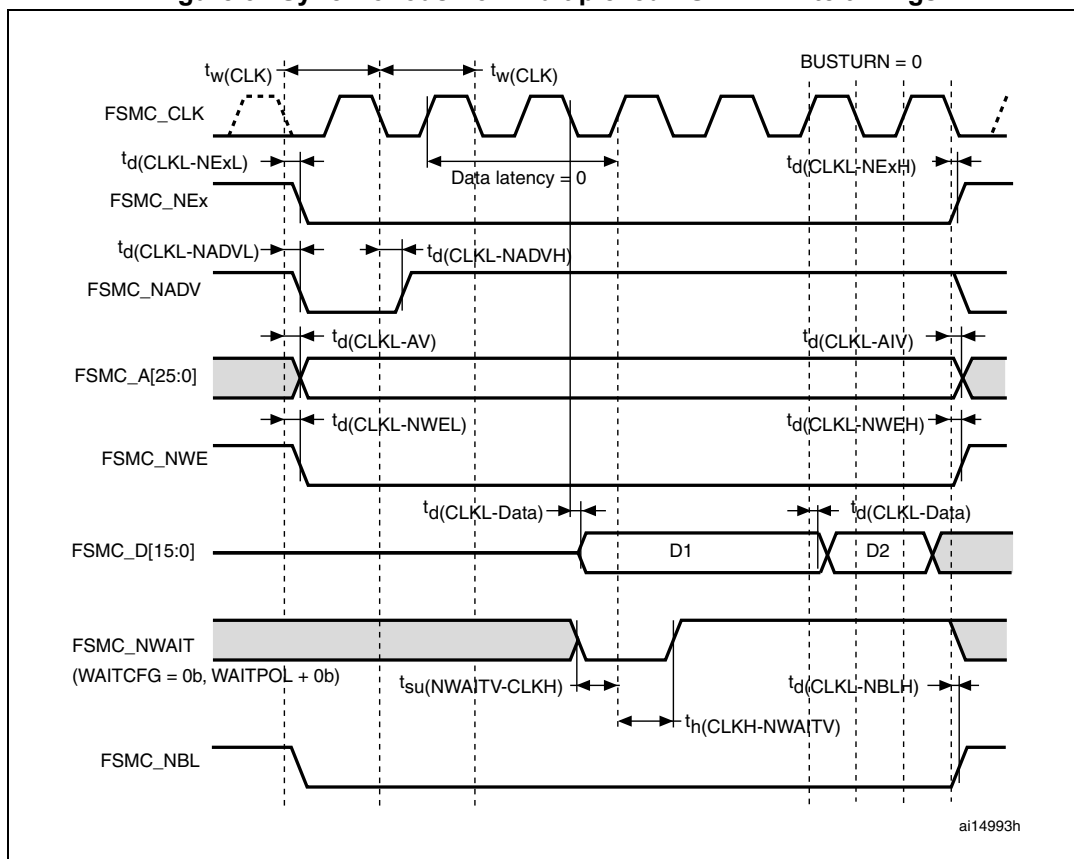 BUSTURN = 0
tw(CLK) tw(CLK)
FSMC_CLK
td(CLKL-NExL) Data latency = 0 td(CLKL-NExH)
FSMC_NEx
td(CLKL-NADVL) td(CLKL-NADVH)
FSMC_NADV
td(CLKL-AV) td(CLKL-AIV)
FSMC_A[25:0]
td(CLKL-NWEL) td(CLKL-NWEH)
FSMC_NWE
td(CLKL-Data) td(CLKL-Data)
FSMC_D[15:0] D1 D2
FSMC_NWAIT
(WAITCFG = 0b, WAITPOL + 0b)
tsu(NWAITV-CLKH) td(CLKL-NBLH)
th(CLKH-NWAITV)
FSMC_NBL
ai14993h